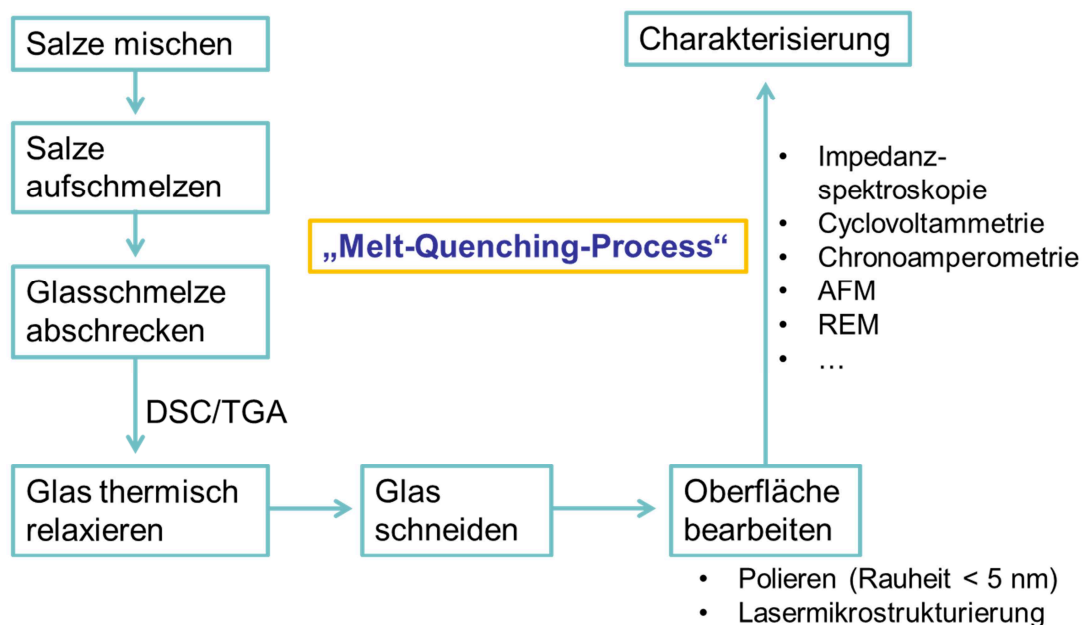 Salze mischen
Salze
aufschmelzen
Glasschmelze
abschrecken
DSC/TGA
Glas thermisch
relaxieren
Glas
schneiden
Oberfläche
bearbeiten
• Polieren (Rauheit < 5 nm)
• Lasermikrostrukturierung
„Melt-Quenching-Process“
• Impedanz-
spektroskopie
• Cyclovoltammetrie
• Chronoamperometrie
• AFM
• REM
• …
Charakterisierung